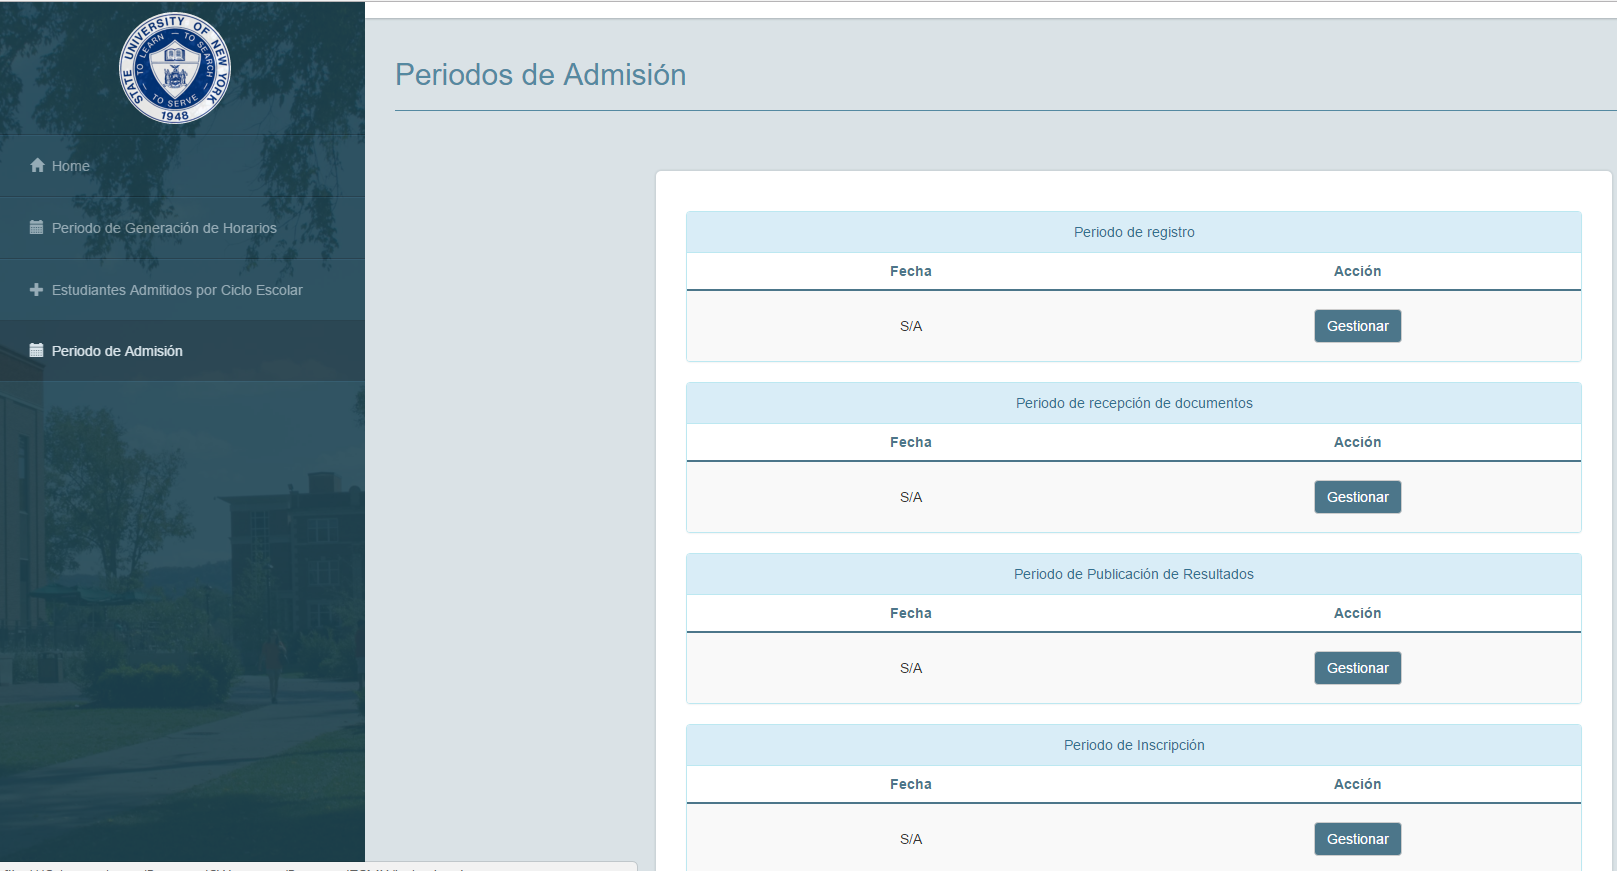 STATE UNIVERSITY OF NEW YORK
TO LEARN — TO SEARCH
TO SERVE
1948
Home
Periodo de Generación de Horarios
Estudiantes Admitidos por Ciclo Escolar
Periodo de Admisión
Periodos de Admisión
Periodo de registro
Fecha Acción
S/A Gestionar
Periodo de recepción de documentos
Fecha Acción
S/A Gestionar
Periodo de Publicación de Resultados
Fecha Acción
S/A Gestionar
Periodo de Inscripción
Fecha Acción
S/A Gestionar